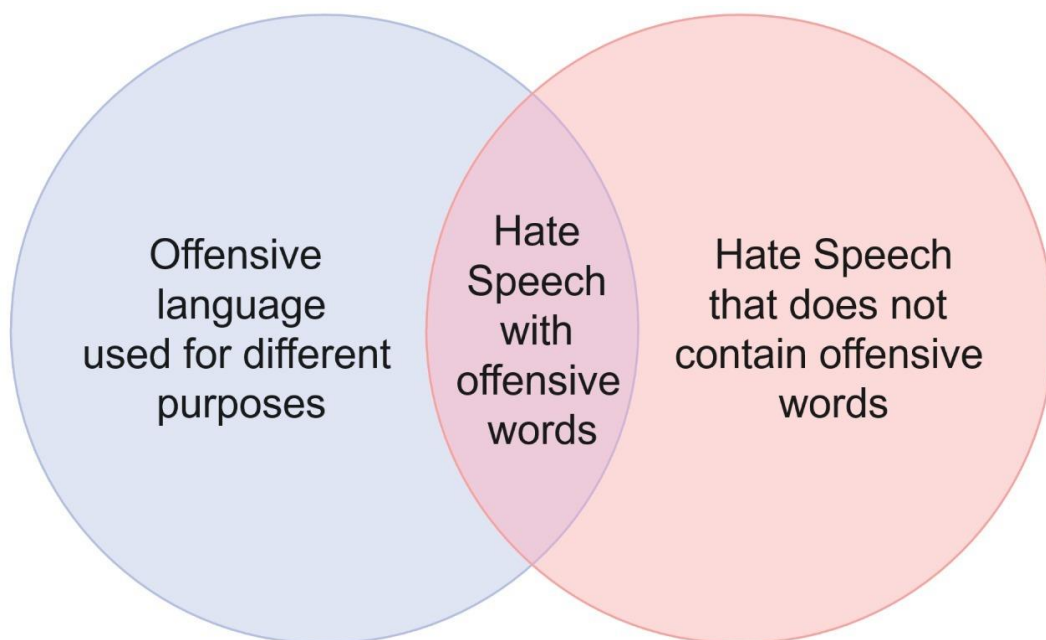 Offensive
language
used for different
purposes
Hate
Speech
with
offensive
words
Hate Speech
that does not
contain offensive
words